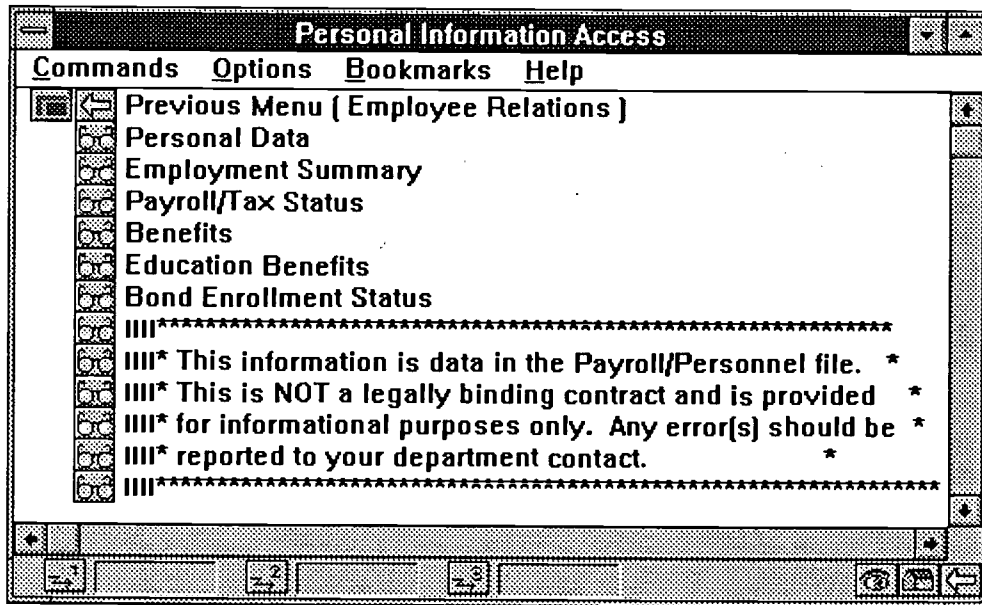 Personal Information Access
Commands Options Bookmarks Help
Previous Menu ( Employee Relations )
Personal Data
Employment Summary
Payroll/Tax Status
Benefits
Education Benefits
Bond Enrollment Status
IIII************************************************************
IIII* This information is data in the Payroll/Personnel file. *
IIII* This is NOT a legally binding contract and is provided *
IIII* for informational purposes only. Any error(s) should be *
IIII* reported to your department contact. *
IIII****************************************************************
1 2 3